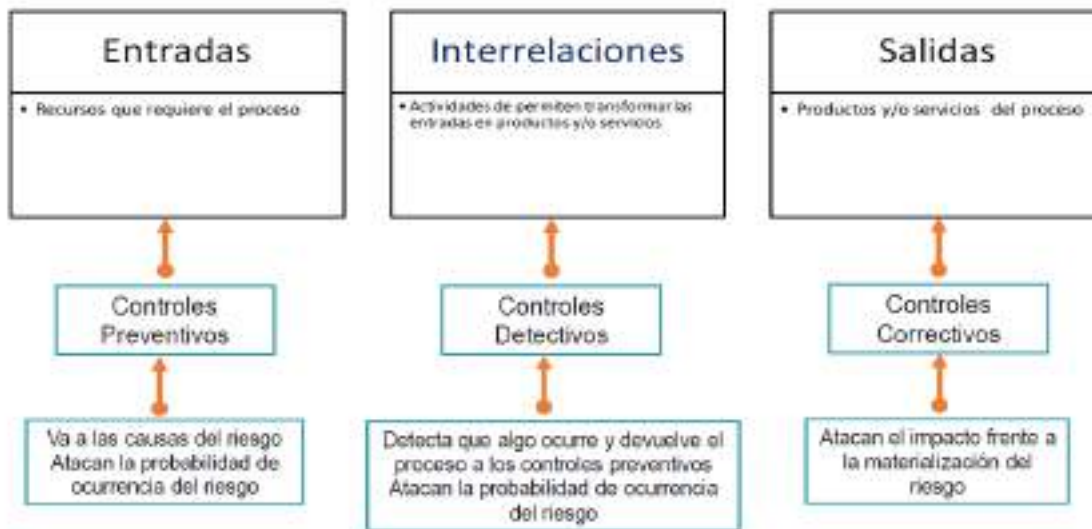 Entradas
• Recursos que requiere el proceso
Controles
Preventivos
Va a las causas del riesgo
Atacan la probabilidad de
ocurrencia del riesgo
Interrelaciones
• Actividades de permiten transformar las
entradas en productos y/o servicios
Controles
Detectivos
Detecta que algo ocurre y devuelve el
proceso a los controles preventivos
Atacan la probabilidad de ocurrencia
del riesgo
Salidas
• Productos y/o servicios del proceso
Controles
Correctivos
Atacan el impacto frente a
la materialización del
riesgo